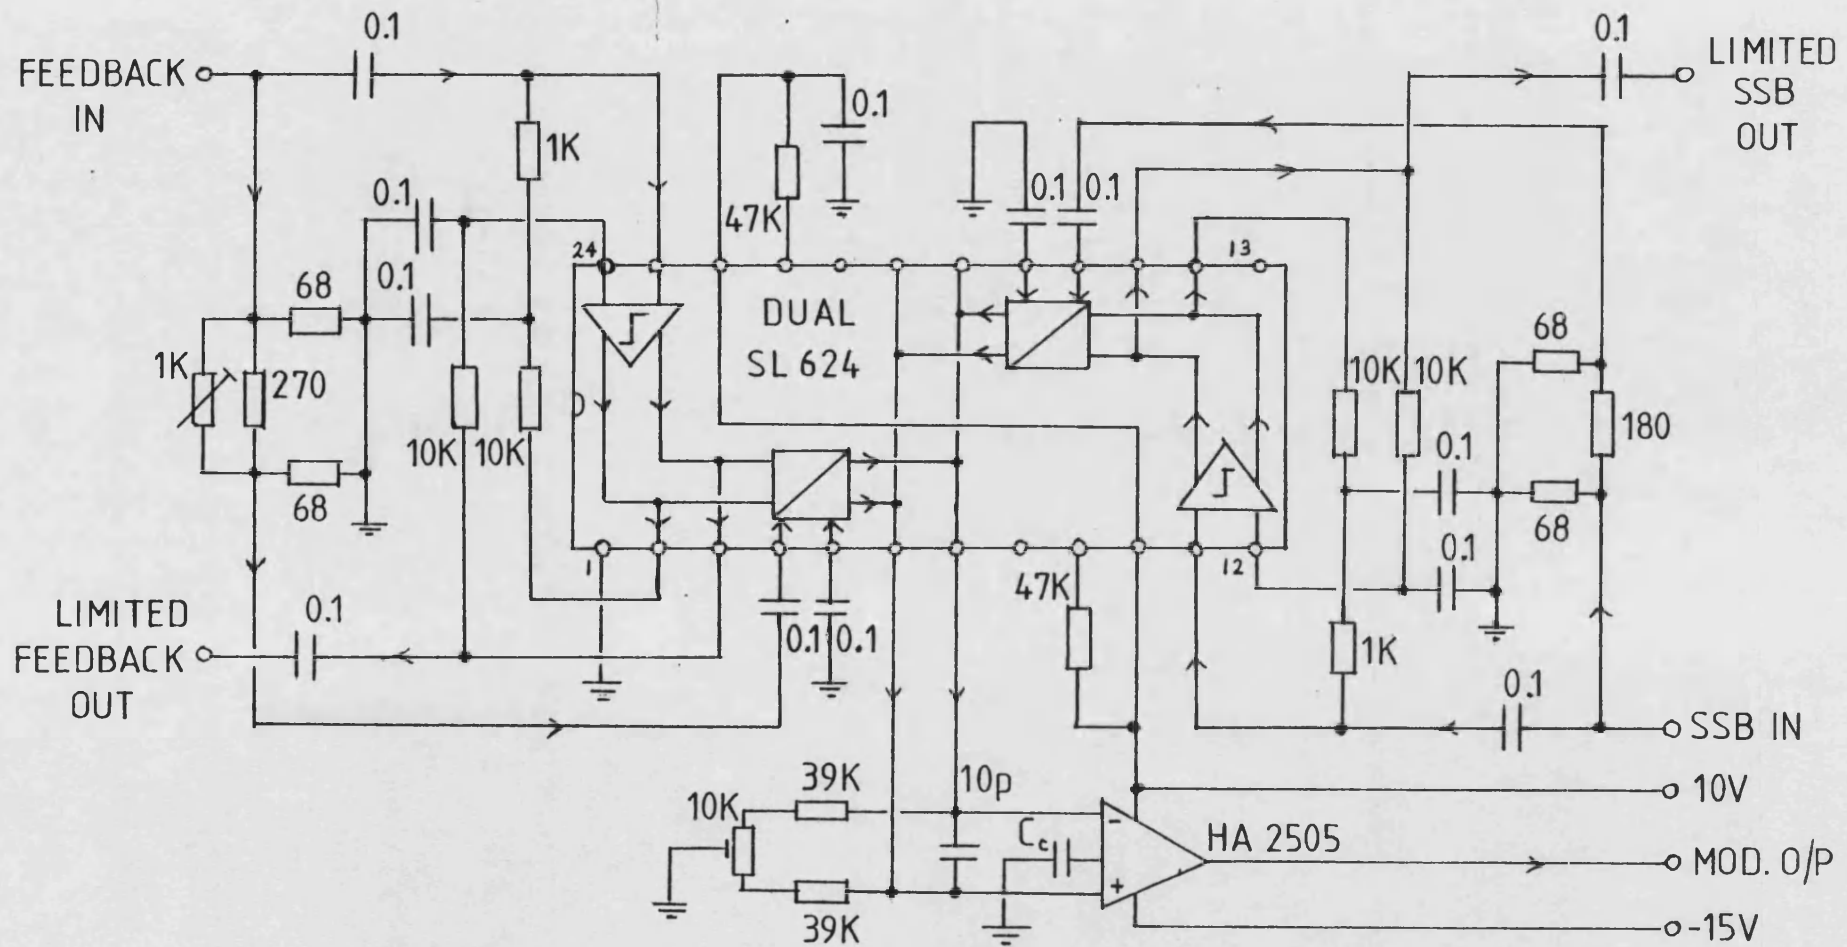 0.1
0.1
FEEDBACK
IN
LIMITED
SSB
OUT
0.1
1K
47K
0.1
0.1
0.1
24
13
68
0.1
DUAL
SL 624
68
1K
270
10K
10K
180
10K
10K
0.1
68
68
1
12
0.1
47K
LIMITED
FEEDBACK
OUT
0.1
0.1
0.1
1K
0.1
SSB IN
39K
10p
10V
10K
Cc
-
HA 2505
MOD. O/P
+
39K
-15V